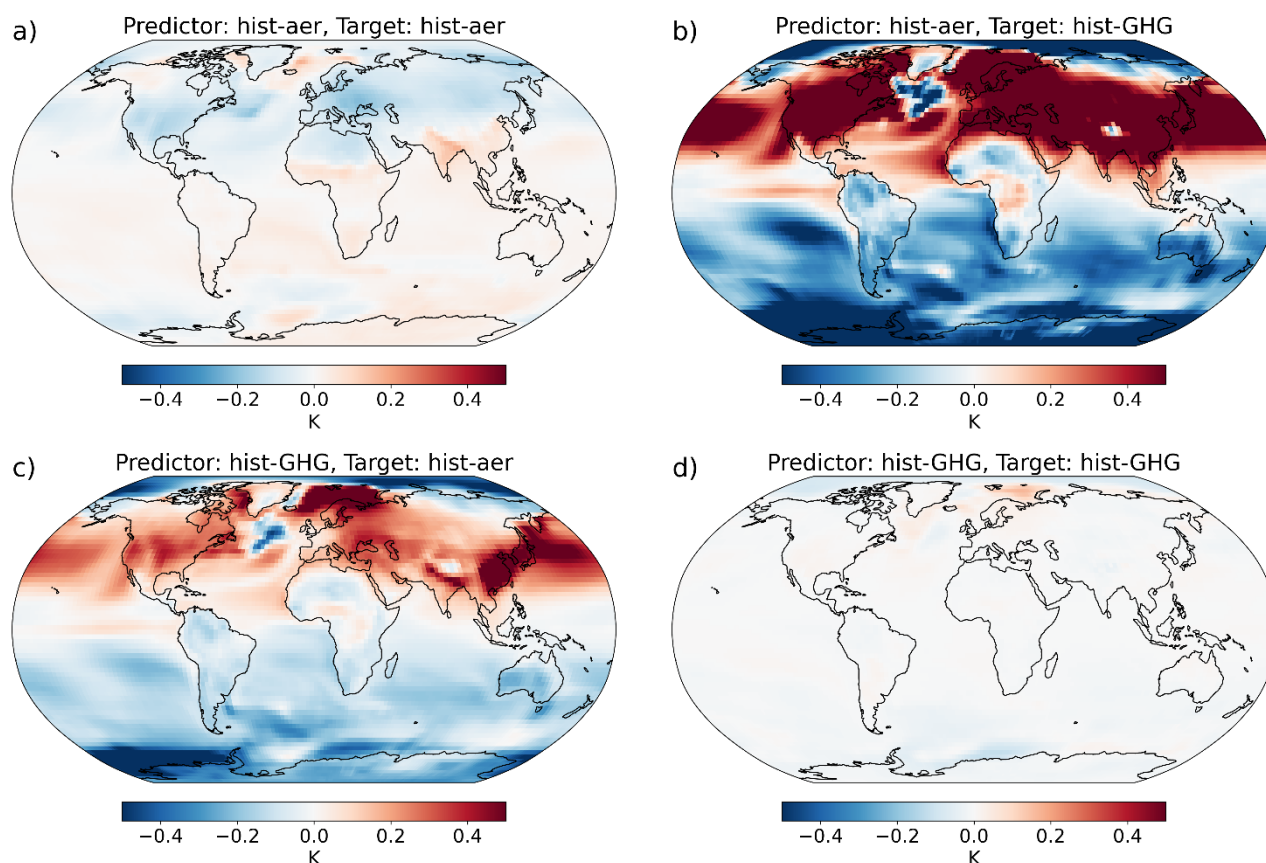 a) Predictor: hist-aer, Target: hist-aer
−0.4 −0.2 0.0 0.2 0.4
K
b) Predictor: hist-aer, Target: hist-GHG
−0.4 −0.2 0.0 0.2 0.4
K
c) Predictor: hist-GHG, Target: hist-aer
−0.4 −0.2 0.0 0.2 0.4
K
d) Predictor: hist-GHG, Target: hist-GHG
−0.4 −0.2 0.0 0.2 0.4
K